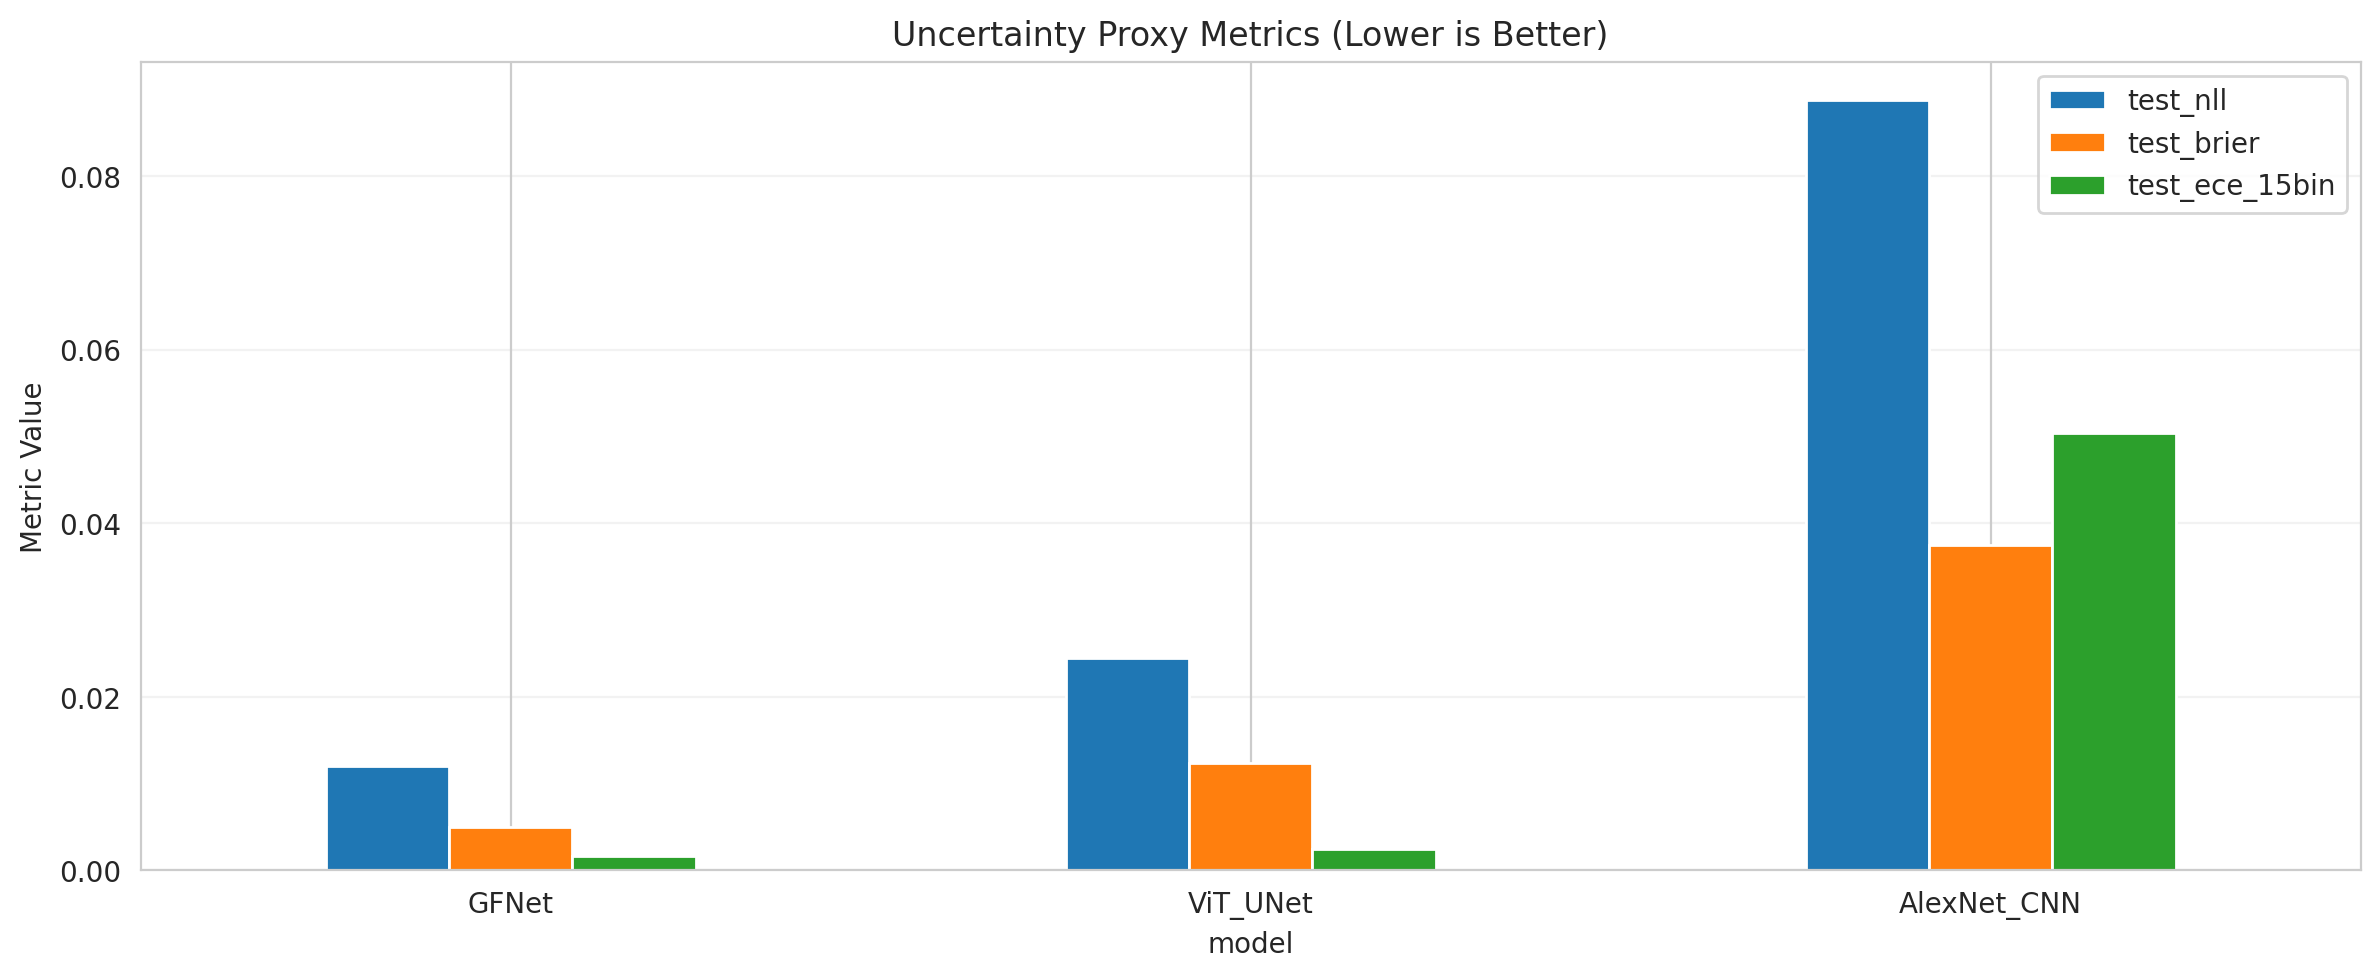 Uncertainty Proxy Metrics (Lower is Better)
test_nll
test_brier
test_ece_15bin
Metric Value
0.08
0.06
0.04
0.02
0.00
GFNet
ViT_UNet
AlexNet_CNN
model